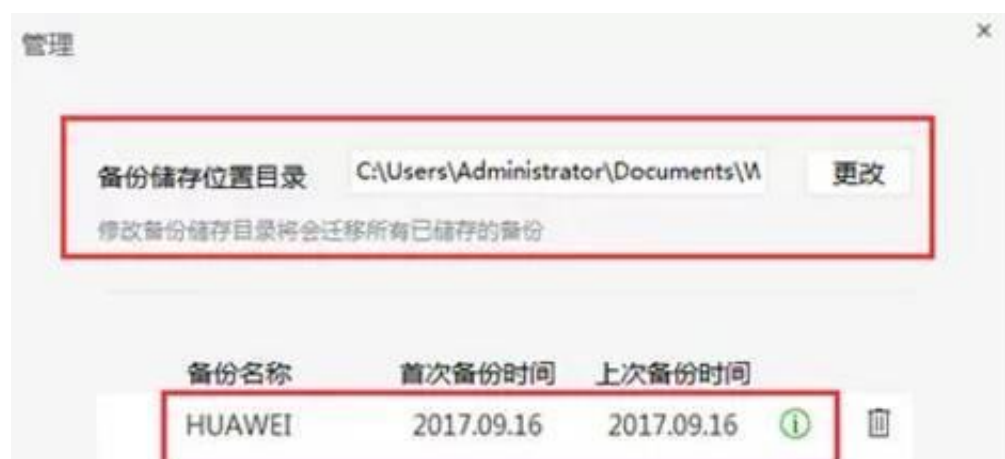 管理
备份储存位置目录 C:\Users\Administrator\Documents\W 更改
修改备份储存目录将会迁移所有已储存的备份
备份名称 首次备份时间 上次备份时间
HUAWEI 2017.09.16 2017.09.16